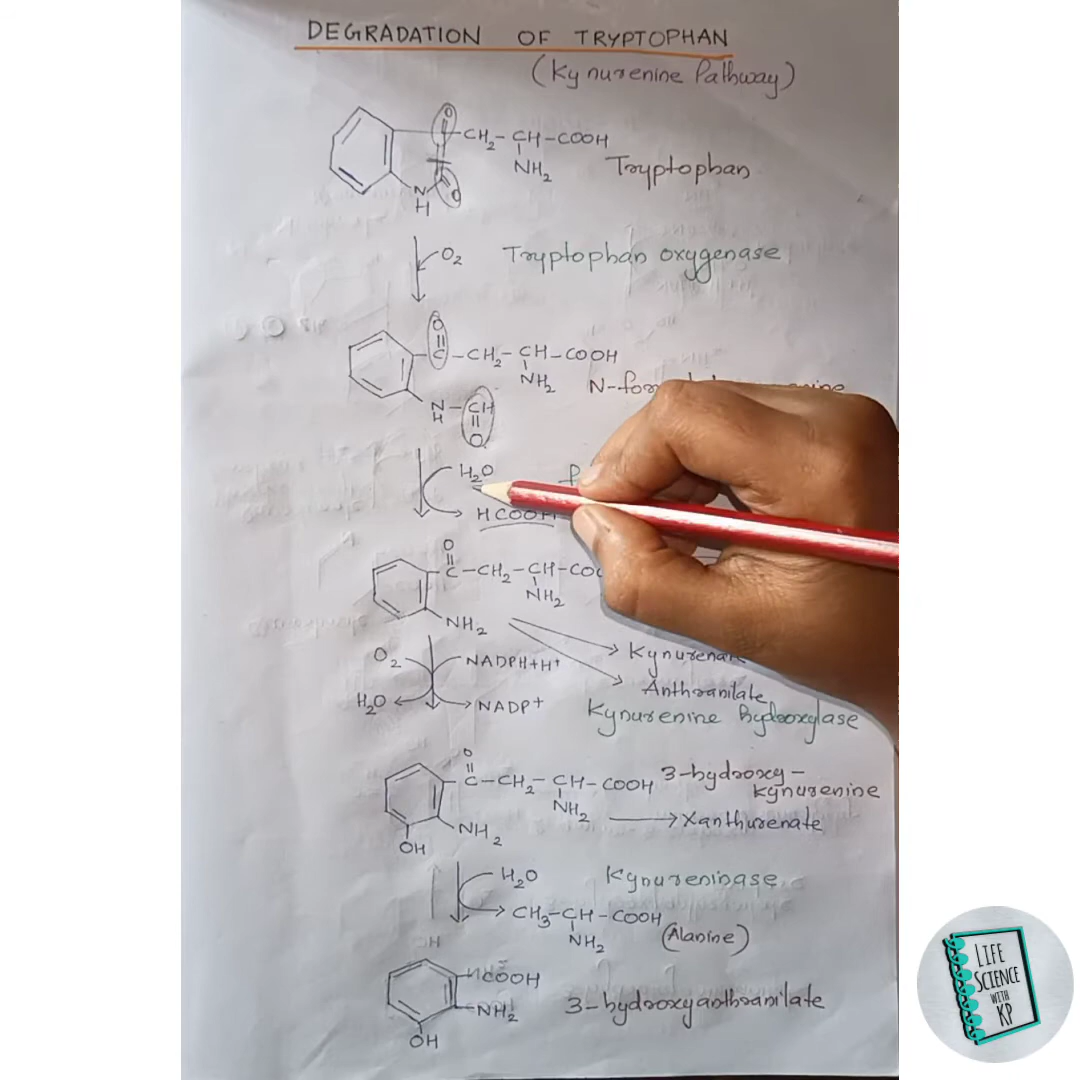 DEGRADATION OF TRYPTOPHAN
(Kynurenine Pathway)
O
CH2-CH-COOH
NH2 Tryptophan
N
H
O
O2 Tryptophan oxygenase
O
C-CH2-CH-COOH
NH2
N-CH
H
O
H2O
HCOOH
O
C-CH2-CH-
NH2
NH2
O2 NADPH+H+
H2O NADP+
Anthranilate
Kynurenine hydroxylase
O
C-CH2-CH-COOH 3-hydroxy-
kynurenine
NH2
NH2 Xanthurenate
OH
H2O Kynureninase
CH3-CH-COOH
NH2 (Alanine)
COOH
NH2 3-hydroxyanthranilate
OH
LIFE
SCIENCE
WITH
KP